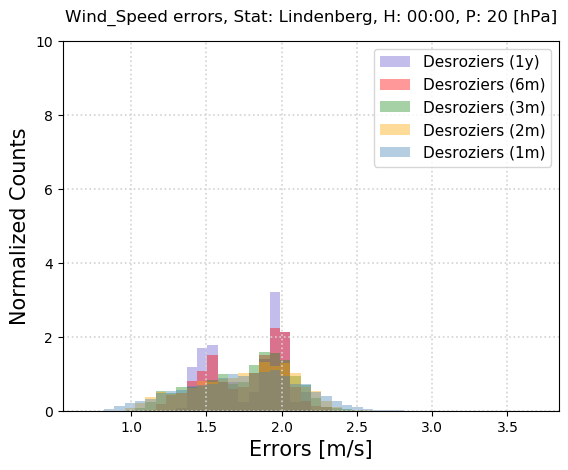 Wind_Speed errors, Stat: Lindenberg, H: 00:00, P: 20 [hPa]
Desroziers (1y)
Desroziers (6m)
Desroziers (3m)
Desroziers (2m)
Desroziers (1m)
Normalized Counts
10
8
6
4
2
0
1.0 1.5 2.0 2.5 3.0 3.5
Errors [m/s]